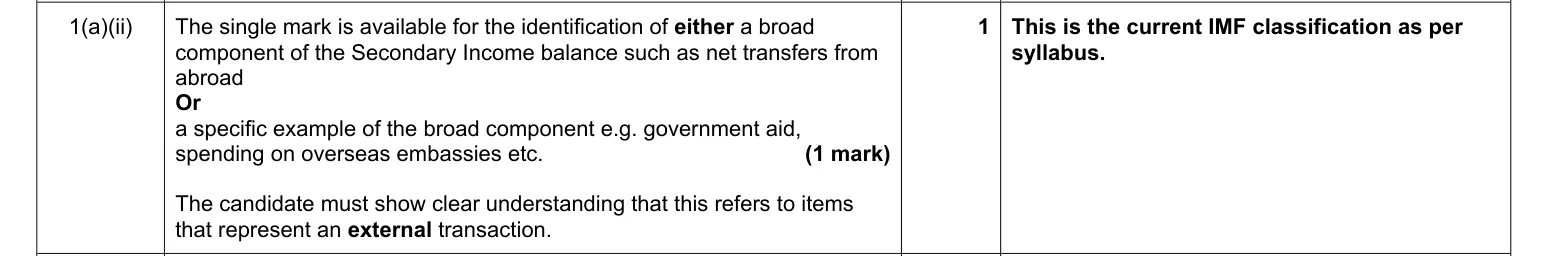 1(a)(ii)
The single mark is available for the identification of either a broad
component of the Secondary Income balance such as net transfers from
abroad
Or
a specific example of the broad component e.g. government aid,
spending on overseas embassies etc. (1 mark)
The candidate must show clear understanding that this refers to items
that represent an external transaction.
1
This is the current IMF classification as per
syllabus.